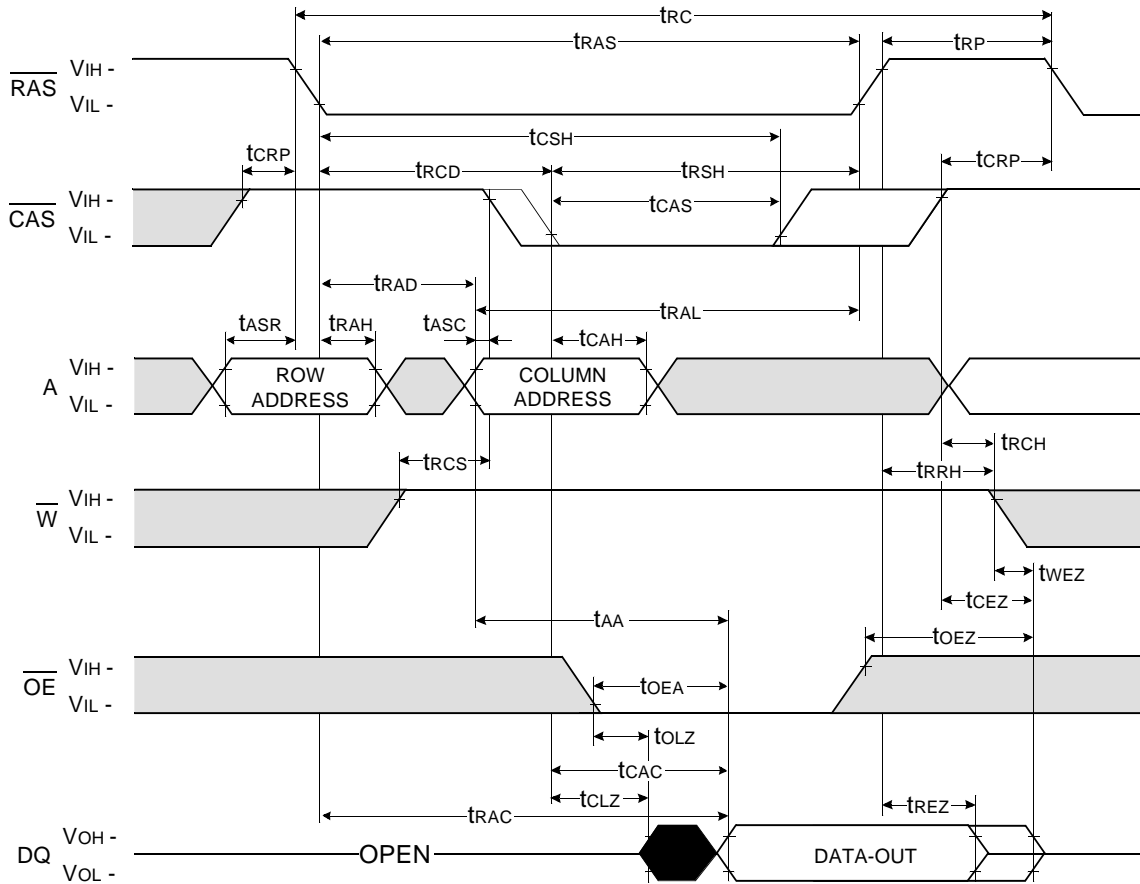 tRC
tRAS tRP
RAS VIH -
VIL -
tCSH
tCRP tRCD tRSH tCRP
CAS VIH -
VIL -
tCAS
tRAD
tRAL
tASR tRAH tASC tCAH
A VIH -
VIL -
ROW
ADDRESS
COLUMN
ADDRESS
tRCH
tRCS tRRH
W VIH -
VIL -
tWEZ
tCEZ
tAA tOEZ
OE VIH -
VIL -
tOEA
tOLZ
tCAC
tCLZ tREZ
tRAC
DQ VOH -
VOL -
OPEN DATA-OUT